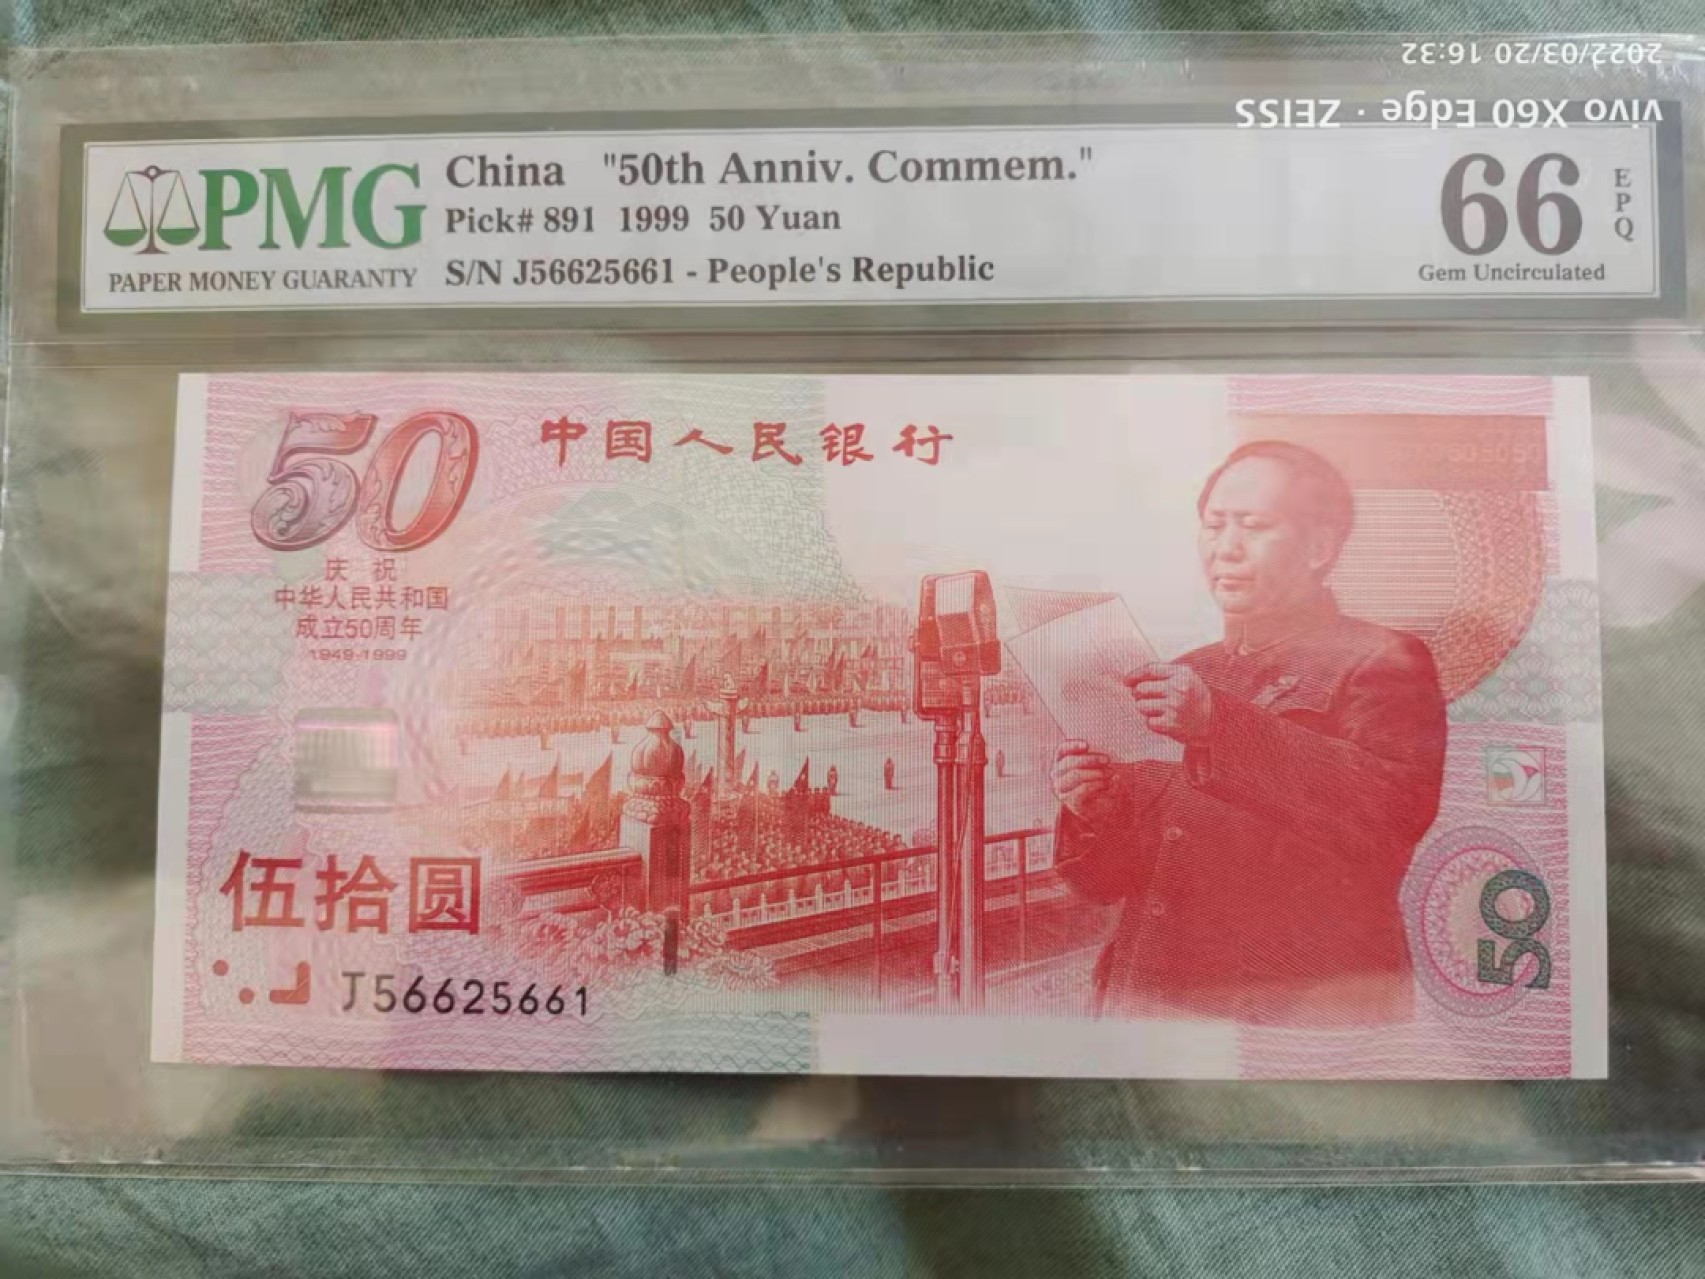 2022/03/20 16:32
vivo X60 Edge · ZEISS
PMG
PAPER MONEY GUARANTY
China "50th Anniv. Commem."
Pick# 891 1999 50 Yuan
S/N J56625661 - People's Republic
66
EPQ
Gem Uncirculated
50
中国人民银行
庆祝
中华人民共和国
成立50周年
1949-1999
伍拾圆
J56625661
50